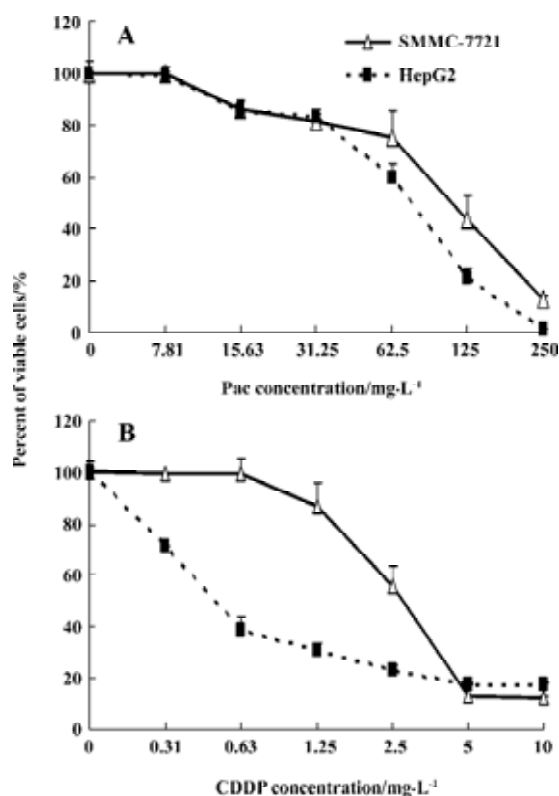 120
A
SMMC-7721
100
HepG2
80
60
40
20
0
0 7.81 15.63 31.25 62.5 125 250
Pac concentration/mg·L⁻¹
Percent of viable cells/%
120
B
100
80
60
40
20
0
0 0.31 0.63 1.25 2.5 5 10
CDDP concentration/mg·L⁻¹